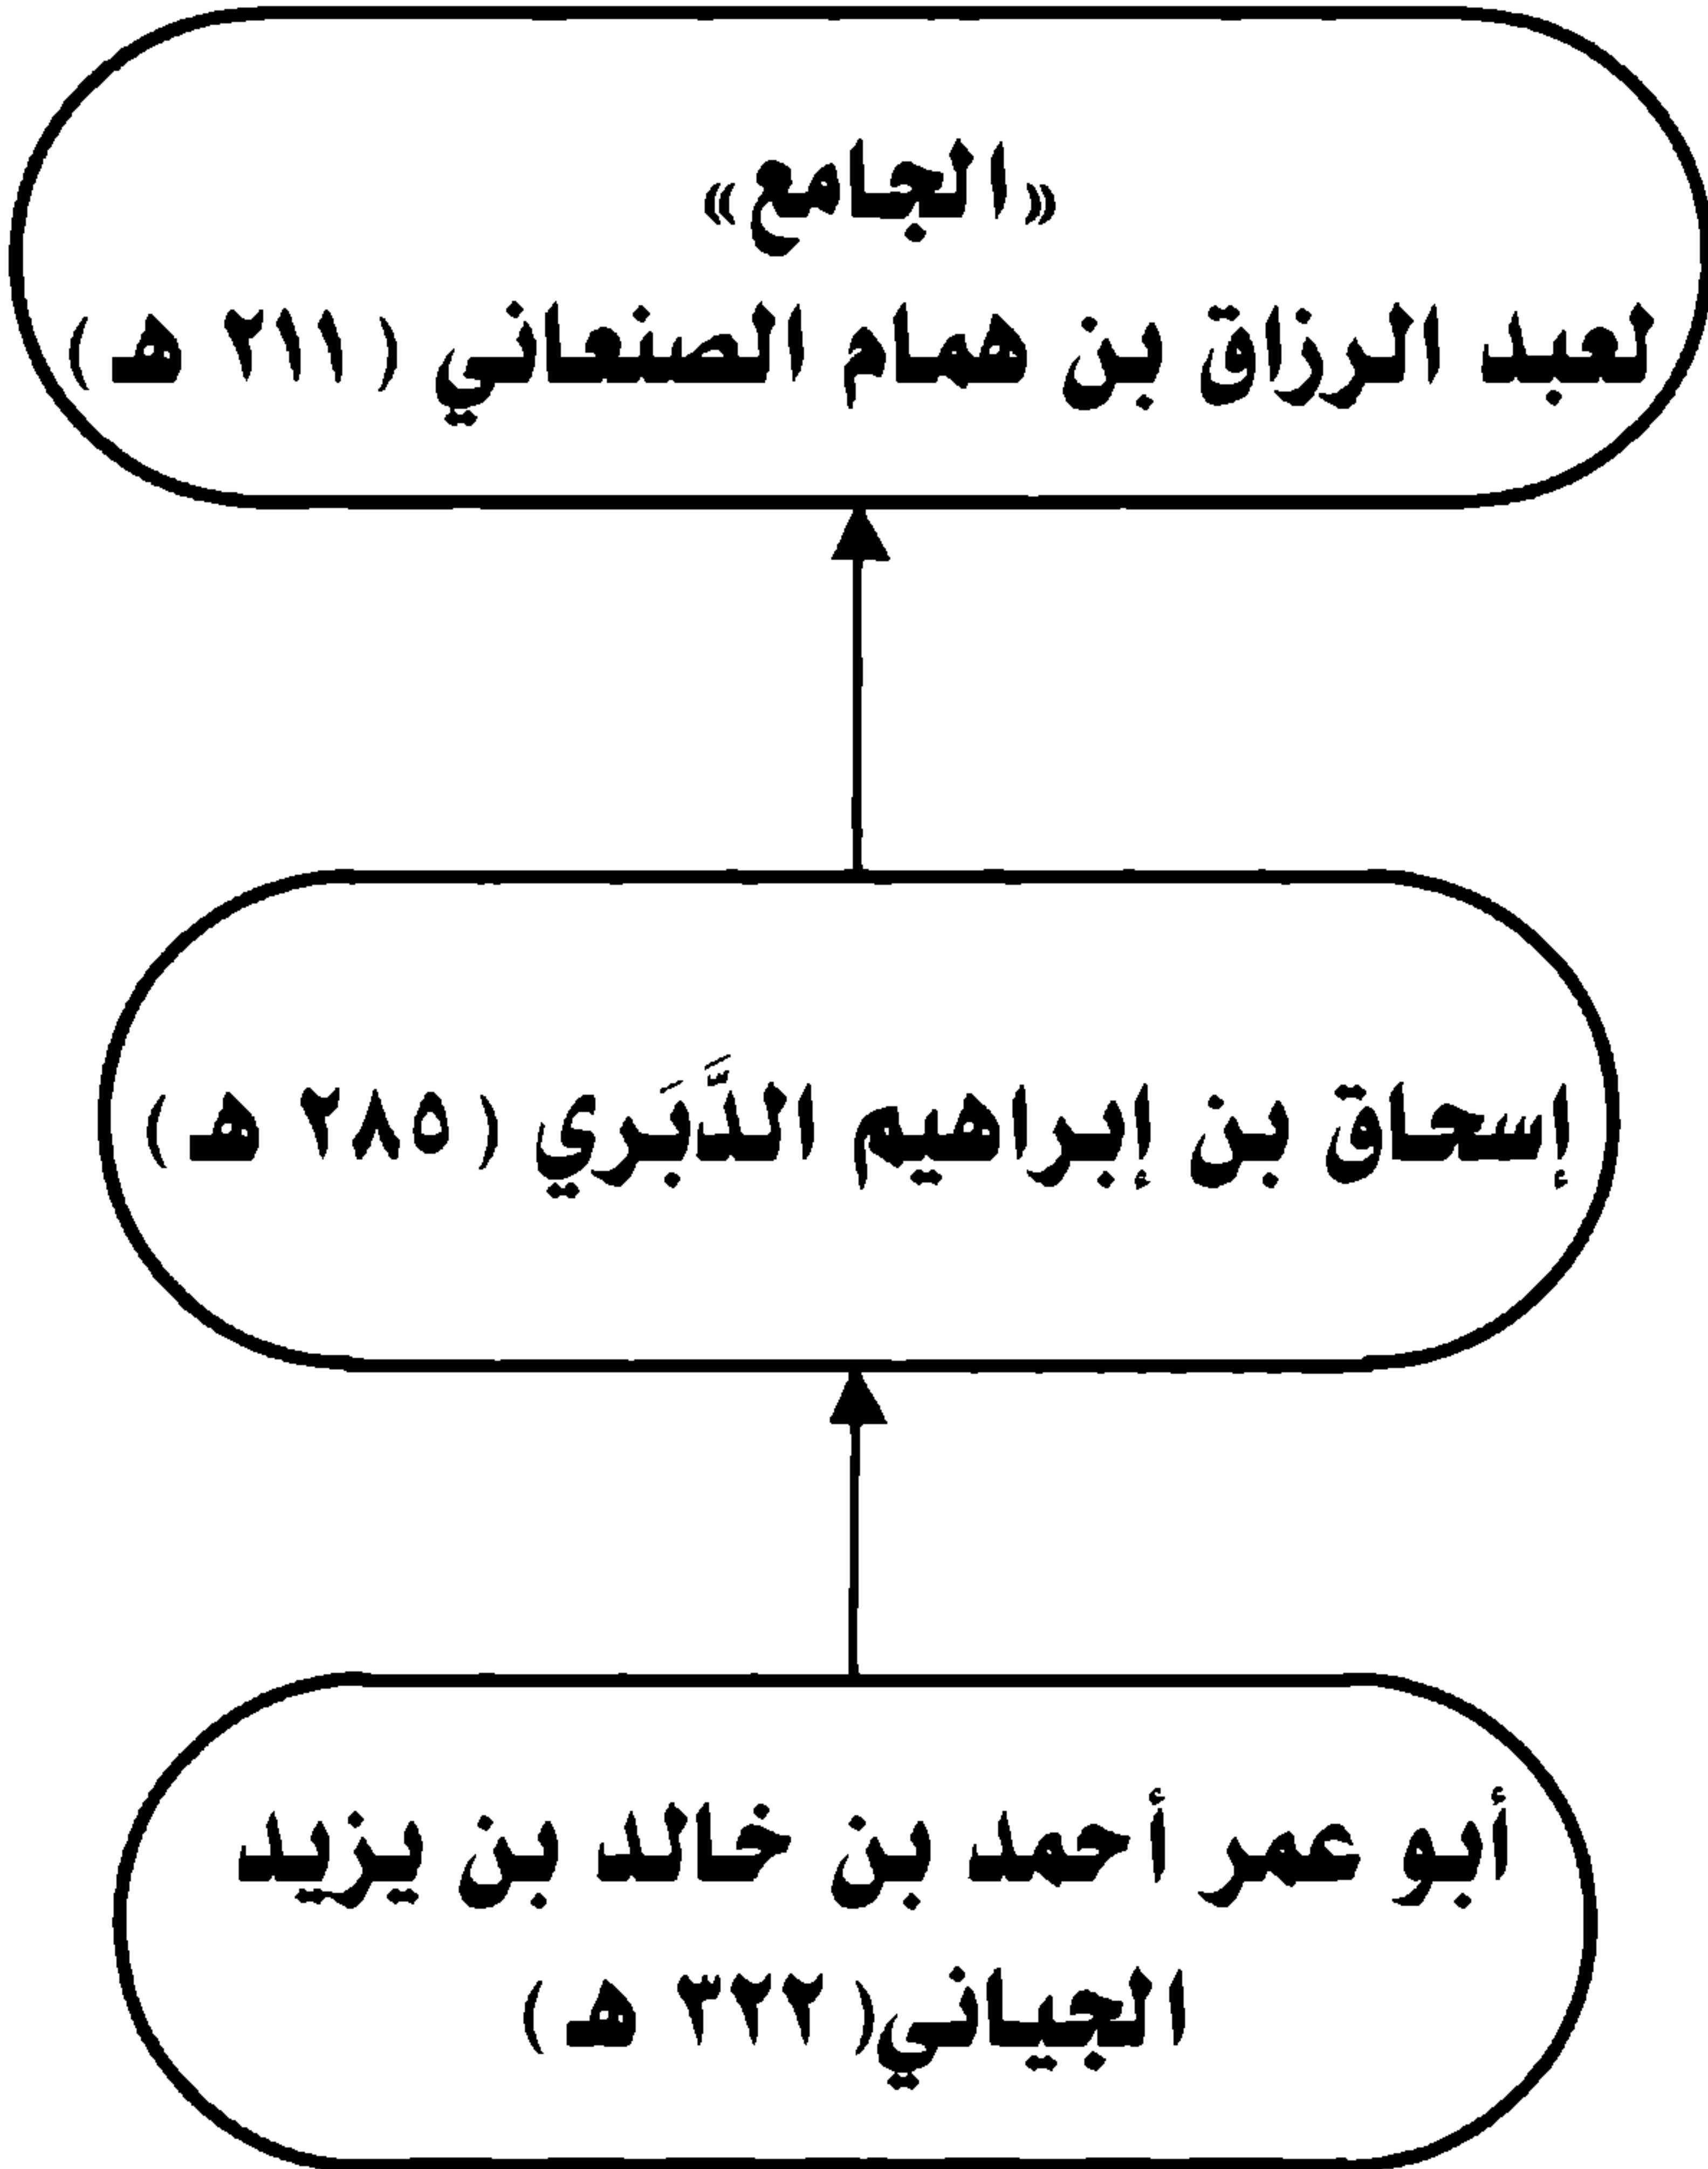 «الجامع»
لعبد الرزاق بن همام الصنعاني (٢١١ هـ)
إسحاق بن إبراهيم الدَّبَري (٢٨٥ هـ)
أبو عمر أحمد بن خالد بن يزيد
الجياني (٣٢٢ هـ)